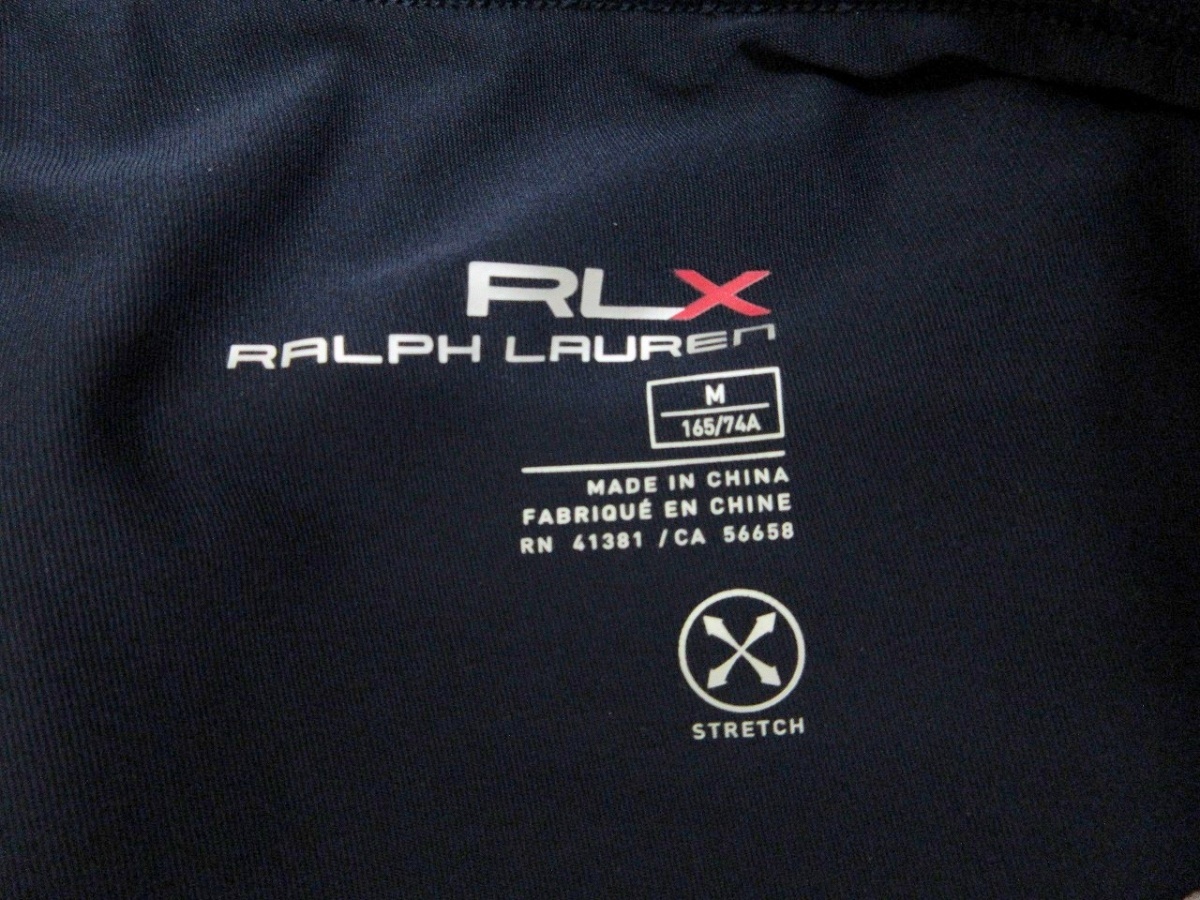 RLX
RALPH LAUREN
M
165/74A
MADE IN CHINA
FABRIQUÉ EN CHINE
RN 41381 /CA 56658
STRETCH